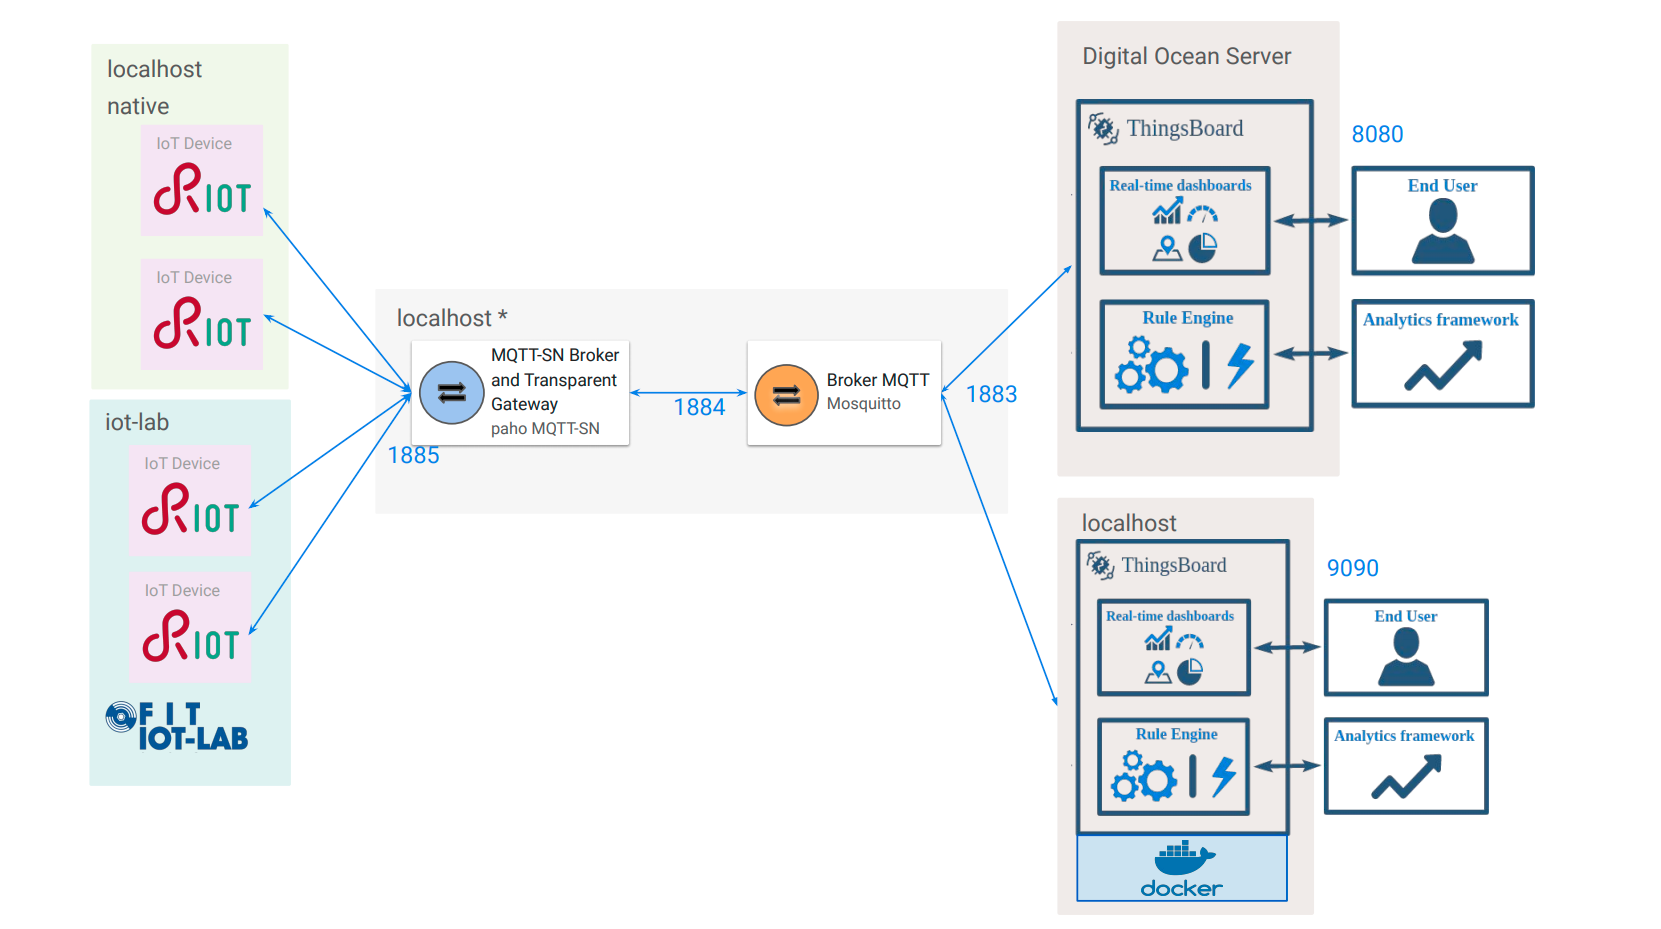 localhost
native
IoT Device
RIOT
IoT Device
RIOT
iot-lab
IoT Device
RIOT
IoT Device
RIOT
FIT
IOT-LAB
localhost *
MQTT-SN Broker
and Transparent
Gateway
paho MQTT-SN
1885
1884
Broker MQTT
Mosquitto
1883
Digital Ocean Server
ThingsBoard
Real-time dashboards
Rule Engine
8080
End User
Analytics framework
localhost
ThingsBoard
Real-time dashboards
Rule Engine
docker
9090
End User
Analytics framework